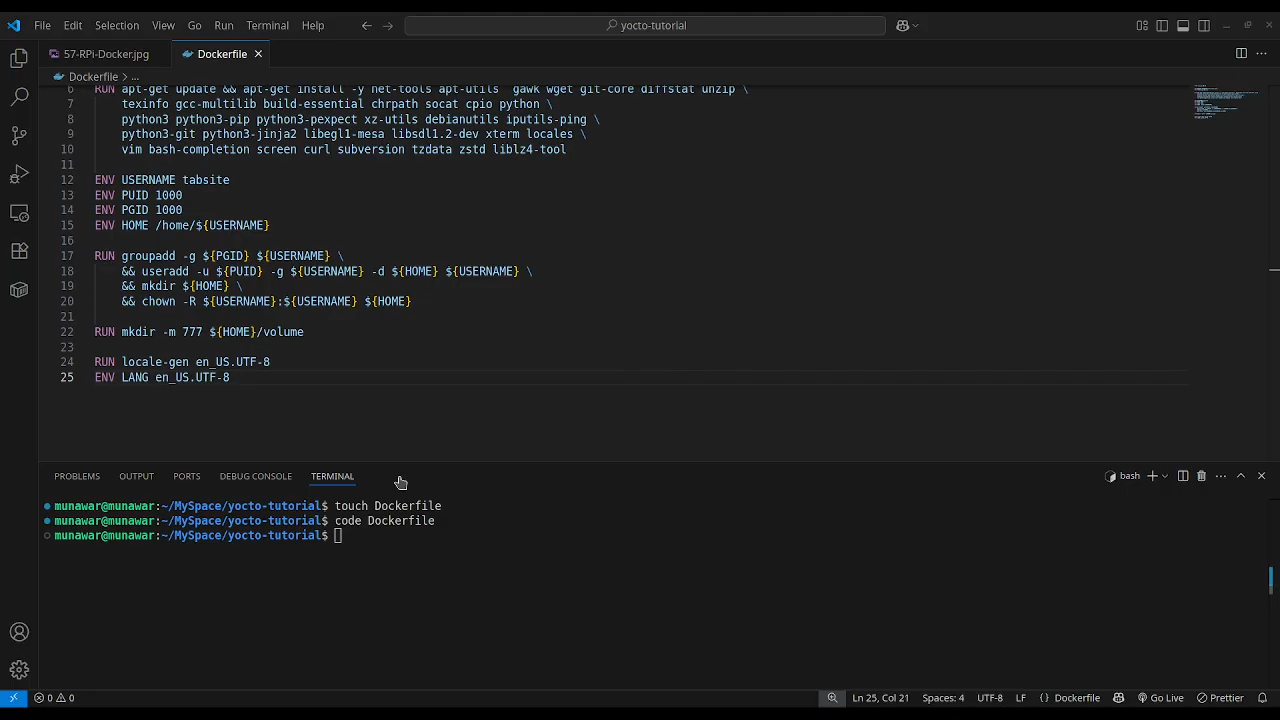 File Edit Selection View Go Run Terminal Help yocto-tutorial
57-RPi-Docker.jpg Dockerfile
Dockerfile > ...
6 RUN apt-get update && apt-get install -y net-tools apt-utils  gawk wget git-core diffstat unzip \
7 texinfo gcc-multilib build-essential chrpath socat cpio python \
8 python3 python3-pip python3-pexpect xz-utils debianutils iputils-ping \
9 python3-git python3-jinja2 libegl1-mesa libsdl1.2-dev xterm locales \
10 vim bash-completion screen curl subversion tzdata zstd liblz4-tool
11
12 ENV USERNAME tabsite
13 ENV PUID 1000
14 ENV PGID 1000
15 ENV HOME /home/${USERNAME}
16
17 RUN groupadd -g ${PGID} ${USERNAME} \
18 && useradd -u ${PUID} -g ${USERNAME} -d ${HOME} ${USERNAME} \
19 && mkdir ${HOME} \
20 && chown -R ${USERNAME}:${USERNAME} ${HOME}
21
22 RUN mkdir -m 777 ${HOME}/volume
23
24 RUN locale-gen en_US.UTF-8
25 ENV LANG en_US.UTF-8
PROBLEMS OUTPUT PORTS DEBUG CONSOLE TERMINAL bash
munawar@munawar:~/MySpace/yocto-tutorial$ touch Dockerfile
munawar@munawar:~/MySpace/yocto-tutorial$ code Dockerfile
munawar@munawar:~/MySpace/yocto-tutorial$
0 0 Ln 25, Col 21 Spaces: 4 UTF-8 LF {} Dockerfile Go Live Prettier